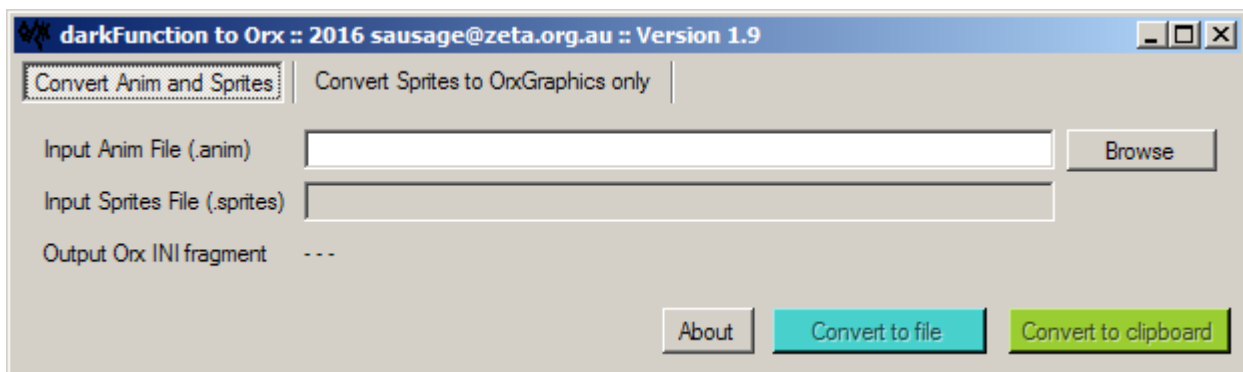 darkFunction to Orx :: 2016 sausage@zeta.org.au :: Version 1.9
Convert Anim and Sprites Convert Sprites to OrxGraphics only
Input Anim File (.anim) Browse
Input Sprites File (.sprites)
Output Orx INI fragment - - -
About Convert to file Convert to clipboard